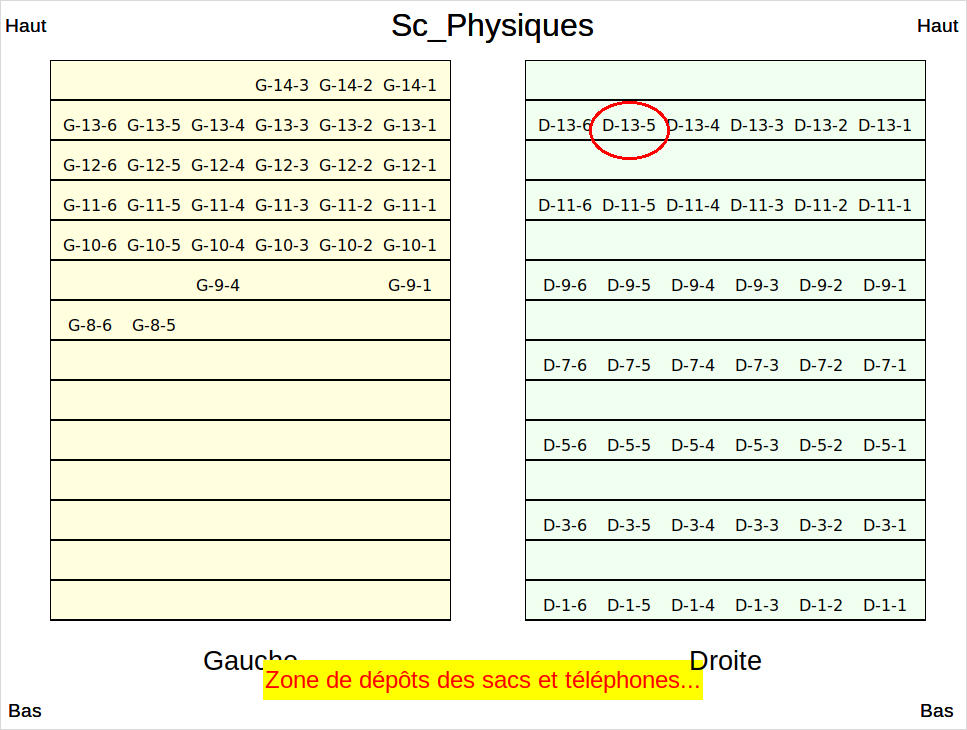 Haut Sc_Physiques Haut
G-14-3 G-14-2 G-14-1
G-13-6 G-13-5 G-13-4 G-13-3 G-13-2 G-13-1 D-13-6 D-13-5 D-13-4 D-13-3 D-13-2 D-13-1
G-12-6 G-12-5 G-12-4 G-12-3 G-12-2 G-12-1
G-11-6 G-11-5 G-11-4 G-11-3 G-11-2 G-11-1 D-11-6 D-11-5 D-11-4 D-11-3 D-11-2 D-11-1
G-10-6 G-10-5 G-10-4 G-10-3 G-10-2 G-10-1
G-9-4 G-9-1 D-9-6 D-9-5 D-9-4 D-9-3 D-9-2 D-9-1
G-8-6 G-8-5
D-7-6 D-7-5 D-7-4 D-7-3 D-7-2 D-7-1
D-5-6 D-5-5 D-5-4 D-5-3 D-5-2 D-5-1
D-3-6 D-3-5 D-3-4 D-3-3 D-3-2 D-3-1
D-1-6 D-1-5 D-1-4 D-1-3 D-1-2 D-1-1
Gauche Droite
Zone de dépôts des sacs et téléphones...
Bas Bas